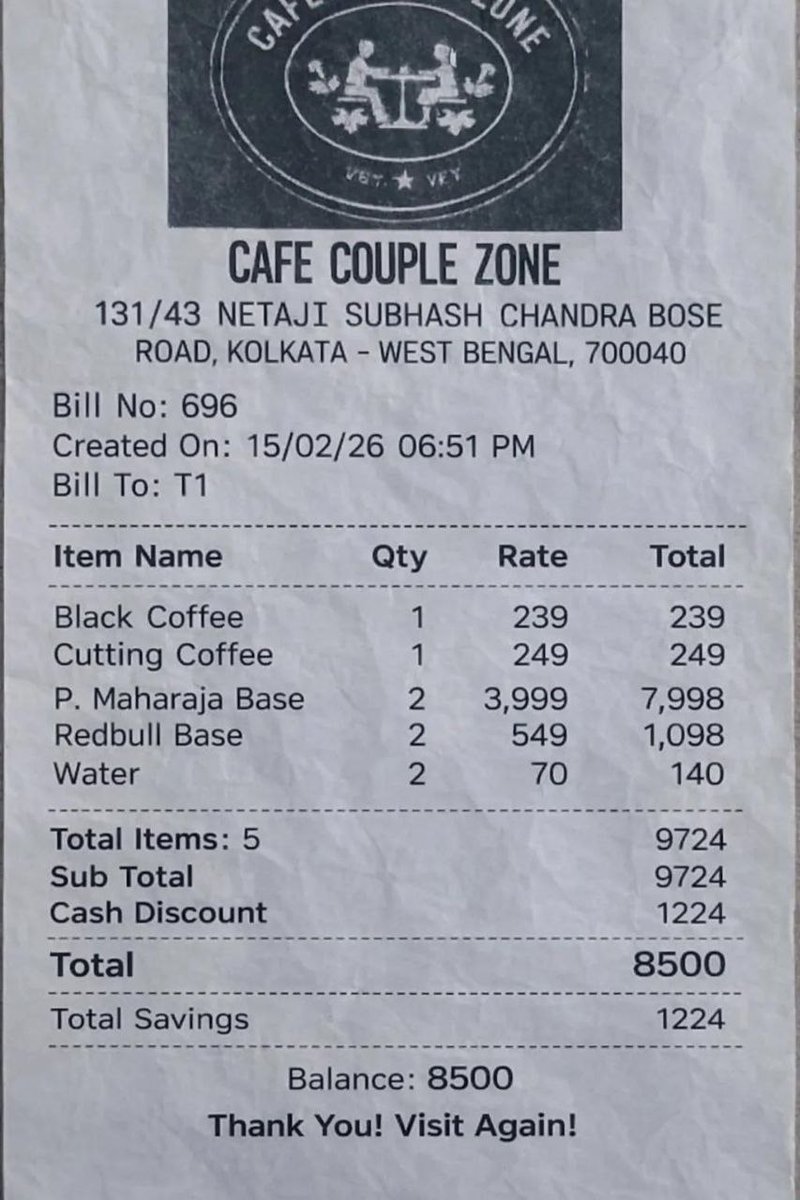 CAFE ZONE
CAFE COUPLE ZONE
131/43 NETAJI SUBHASH CHANDRA BOSE
ROAD, KOLKATA - WEST BENGAL, 700040
Bill No: 696
Created On: 15/02/26 06:51 PM
Bill To: T1
Item Name Qty Rate Total
Black Coffee 1 239 239
Cutting Coffee 1 249 249
P. Maharaja Base 2 3,999 7,998
Redbull Base 2 549 1,098
Water 2 70 140
Total Items: 5 9724
Sub Total 9724
Cash Discount 1224
Total 8500
Total Savings 1224
Balance: 8500
Thank You! Visit Again!